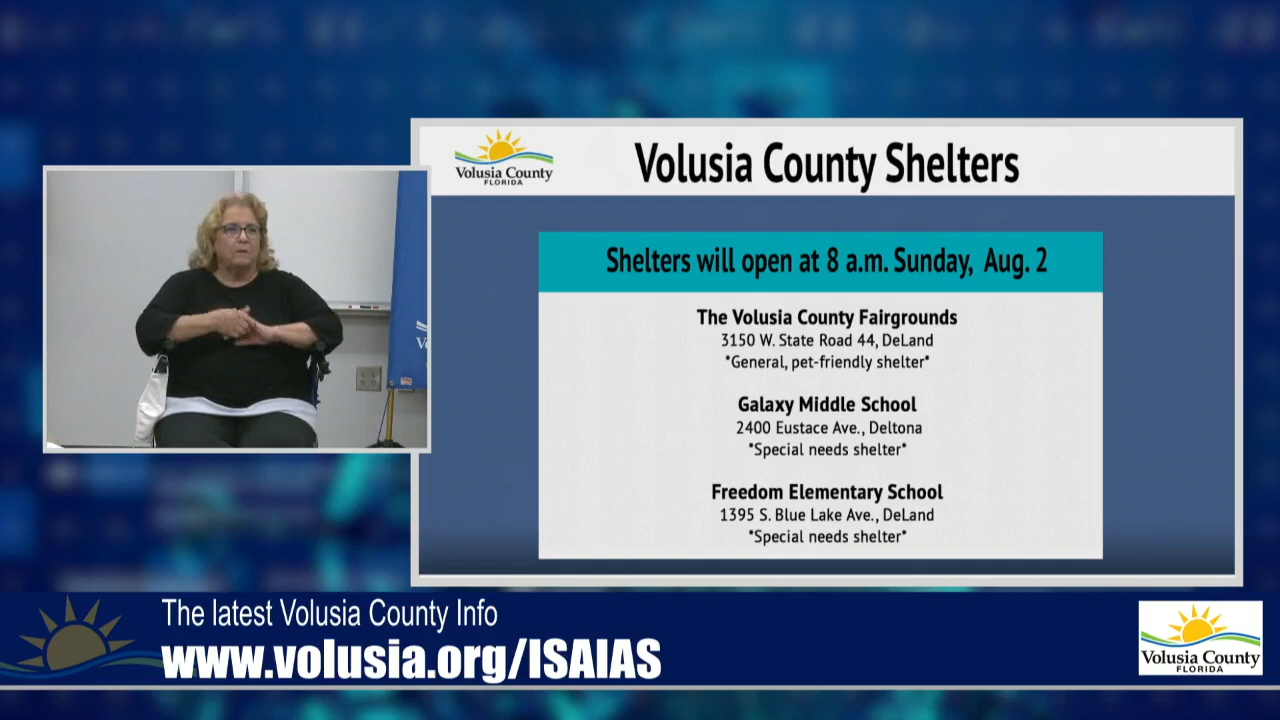 Volusia County
FLORIDA
Volusia County Shelters
Shelters will open at 8 a.m. Sunday, Aug. 2
The Volusia County Fairgrounds
3150 W. State Road 44, DeLand
*General, pet-friendly shelter*
Galaxy Middle School
2400 Eustace Ave., Deltona
*Special needs shelter*
Freedom Elementary School
1395 S. Blue Lake Ave., DeLand
*Special needs shelter*
The latest Volusia County Info
www.volusia.org/ISAIAS
Volusia County
FLORIDA